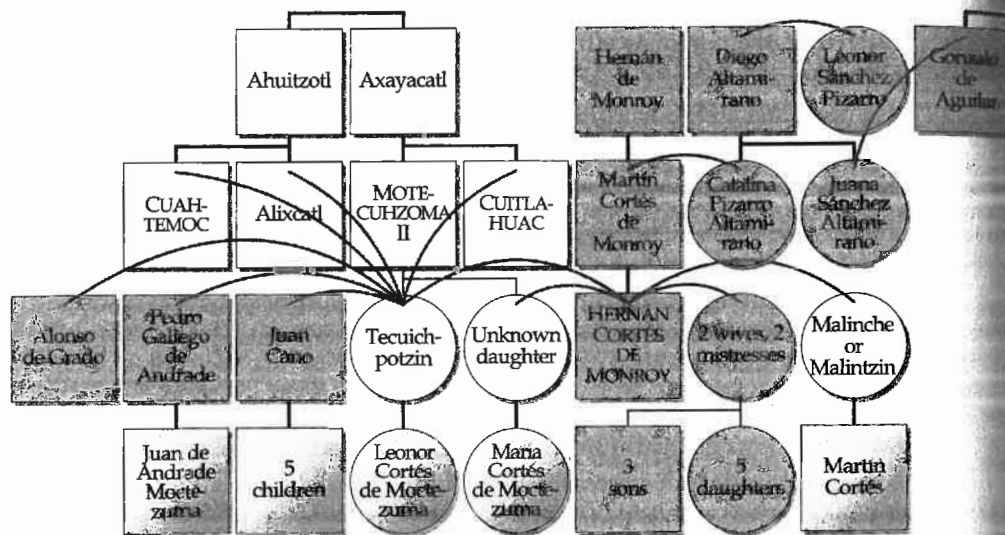 Ahuitzotl
Axayacatl
Hernán
de
Monroy
Diego
Altami-
rano
Léonor
Sánchez
Pizarro
Gonzalo
de
Aguilar
CUAH-
TEMOC
Alixcatl
MOTE-
CUHZOMA
II
CUITLA-
HUAC
Martín
Cortés
de
Monroy
Catalina
Pizarro
Altami-
rano
Juana
Sánchez
Altami-
rano
Alonso
de Grado
Pedro
Gallego
de
Andrade
Juan
Cano
Tecuich-
potzin
Unknown
daughter
HERNÁN
CORTÉS
DE
MONROY
2 Wives, 2
mistresses
Malinche
or
Malintzin
Juan de
Andrade
Mocte-
zuma
5
children
Leonor
Cortés
de Mocte-
zuma
María
Cortés
de Mocte-
zuma
3
sons
5
daughters
Martín
Cortés